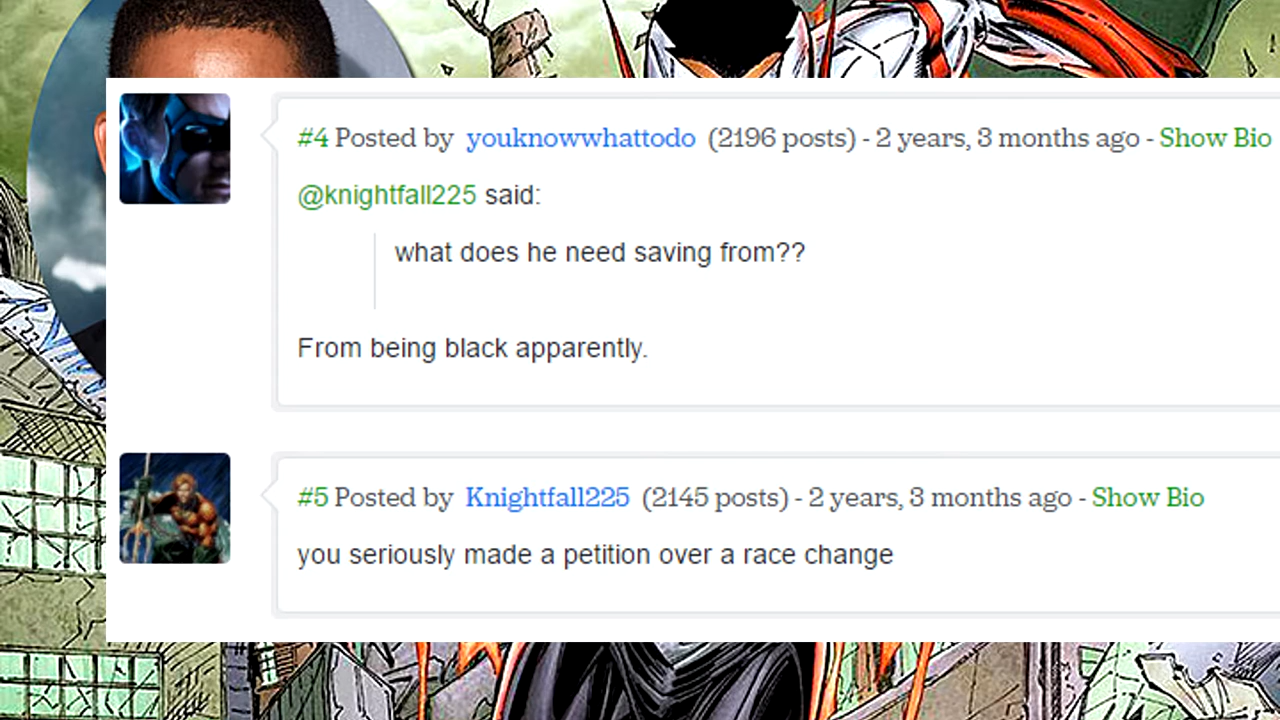 #4 Posted by youknowwhattodo (2196 posts) - 2 years, 3 months ago - Show Bio
@knightfall225 said:
what does he need saving from??
From being black apparently.
#5 Posted by Knightfall225 (2145 posts) - 2 years, 3 months ago - Show Bio
you seriously made a petition over a race change